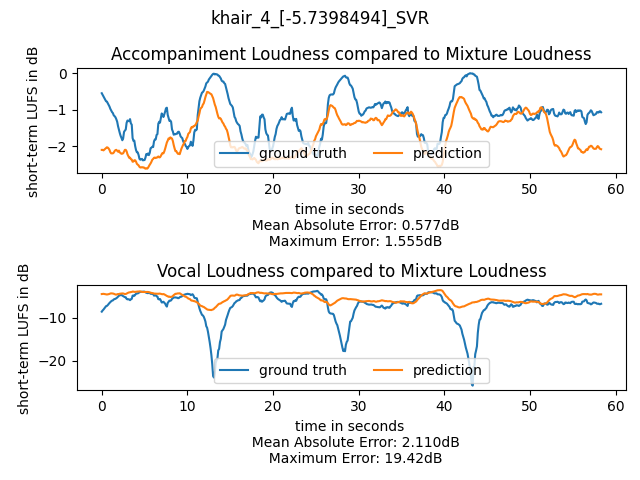 khair_4_[-5.7398494]_SVR
Accompaniment Loudness compared to Mixture Loudness
short-term LUFS in dB
0
−1
−2
ground truth
prediction
0 10 20 30 40 50 60
time in seconds
Mean Absolute Error: 0.577dB
Maximum Error: 1.555dB
Vocal Loudness compared to Mixture Loudness
short-term LUFS in dB
−10
−20
ground truth
prediction
0 10 20 30 40 50 60
time in seconds
Mean Absolute Error: 2.110dB
Maximum Error: 19.42dB